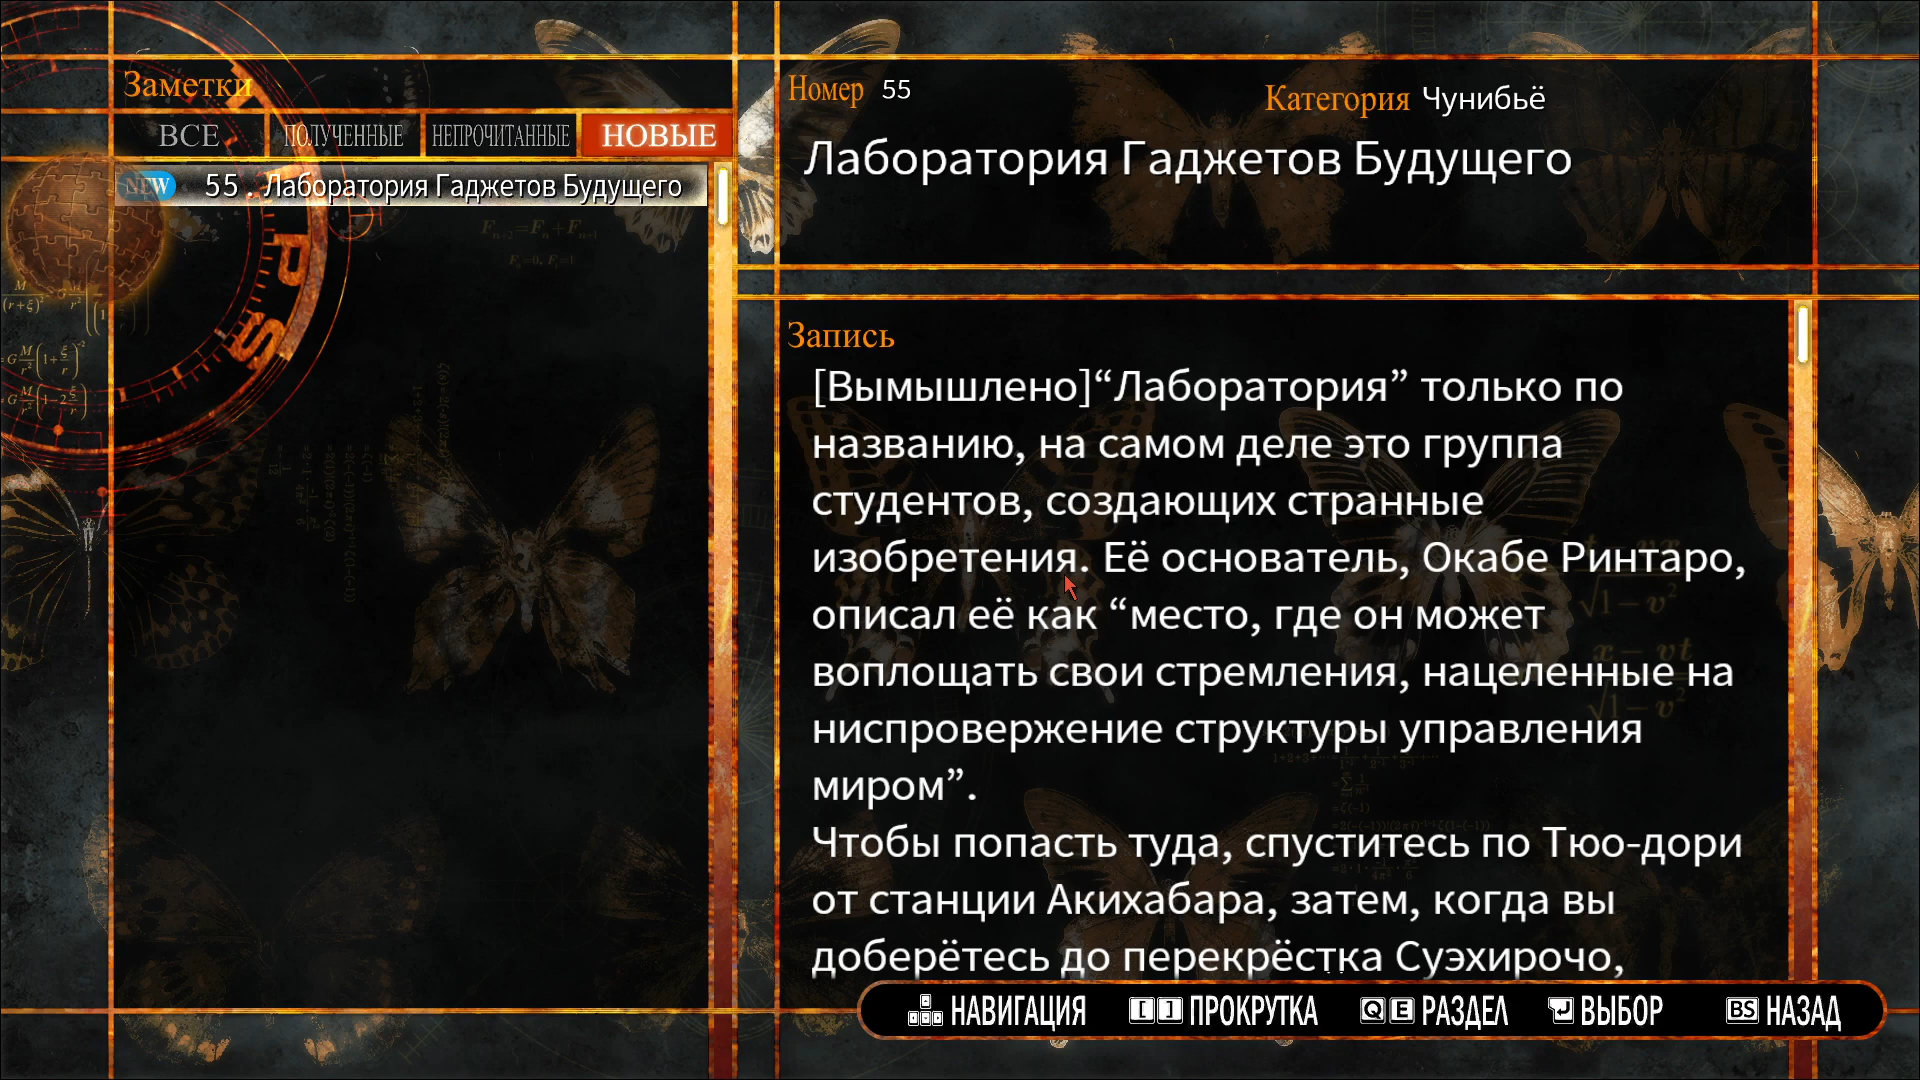 Заметки
ВСЕ
ПОЛУЧЕННЫЕ
НЕПРОЧИТАННЫЕ
НОВЫЕ
NEW
55. Лаборатория Гаджетов Будущего
Номер 55
Категория Чунибьё
Лаборатория Гаджетов Будущего
Запись
[Вымышлено]“Лаборатория” только по
названию, на самом деле это группа
студентов, создающих странные
изобретения. Её основатель, Окабе Ринтаро,
описал её как “место, где он может
воплощать свои стремления, нацеленные на
ниспровержение структуры управления
миром”.
Чтобы попасть туда, спуститесь по Тюо-дори
от станции Акихабара, затем, когда вы
доберётесь до перекрёстка Суэхирочо,
НАВИГАЦИЯ
[ ] ПРОКРУТКА
Q E РАЗДЕЛ
ВЫБОР
BS НАЗАД